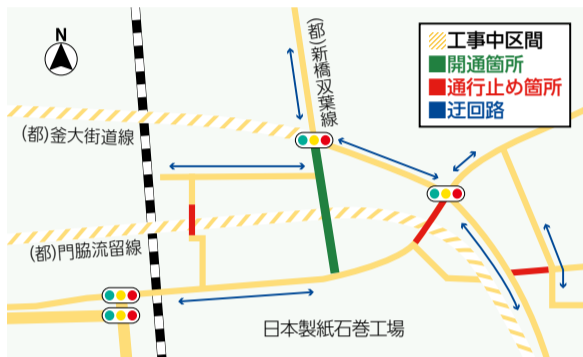 N
(都)新橋双葉線
工事中区間
開通箇所
通行止め箇所
迂回路
(都)釜大街道線
(都)門脇流留線
日本製紙石巻工場